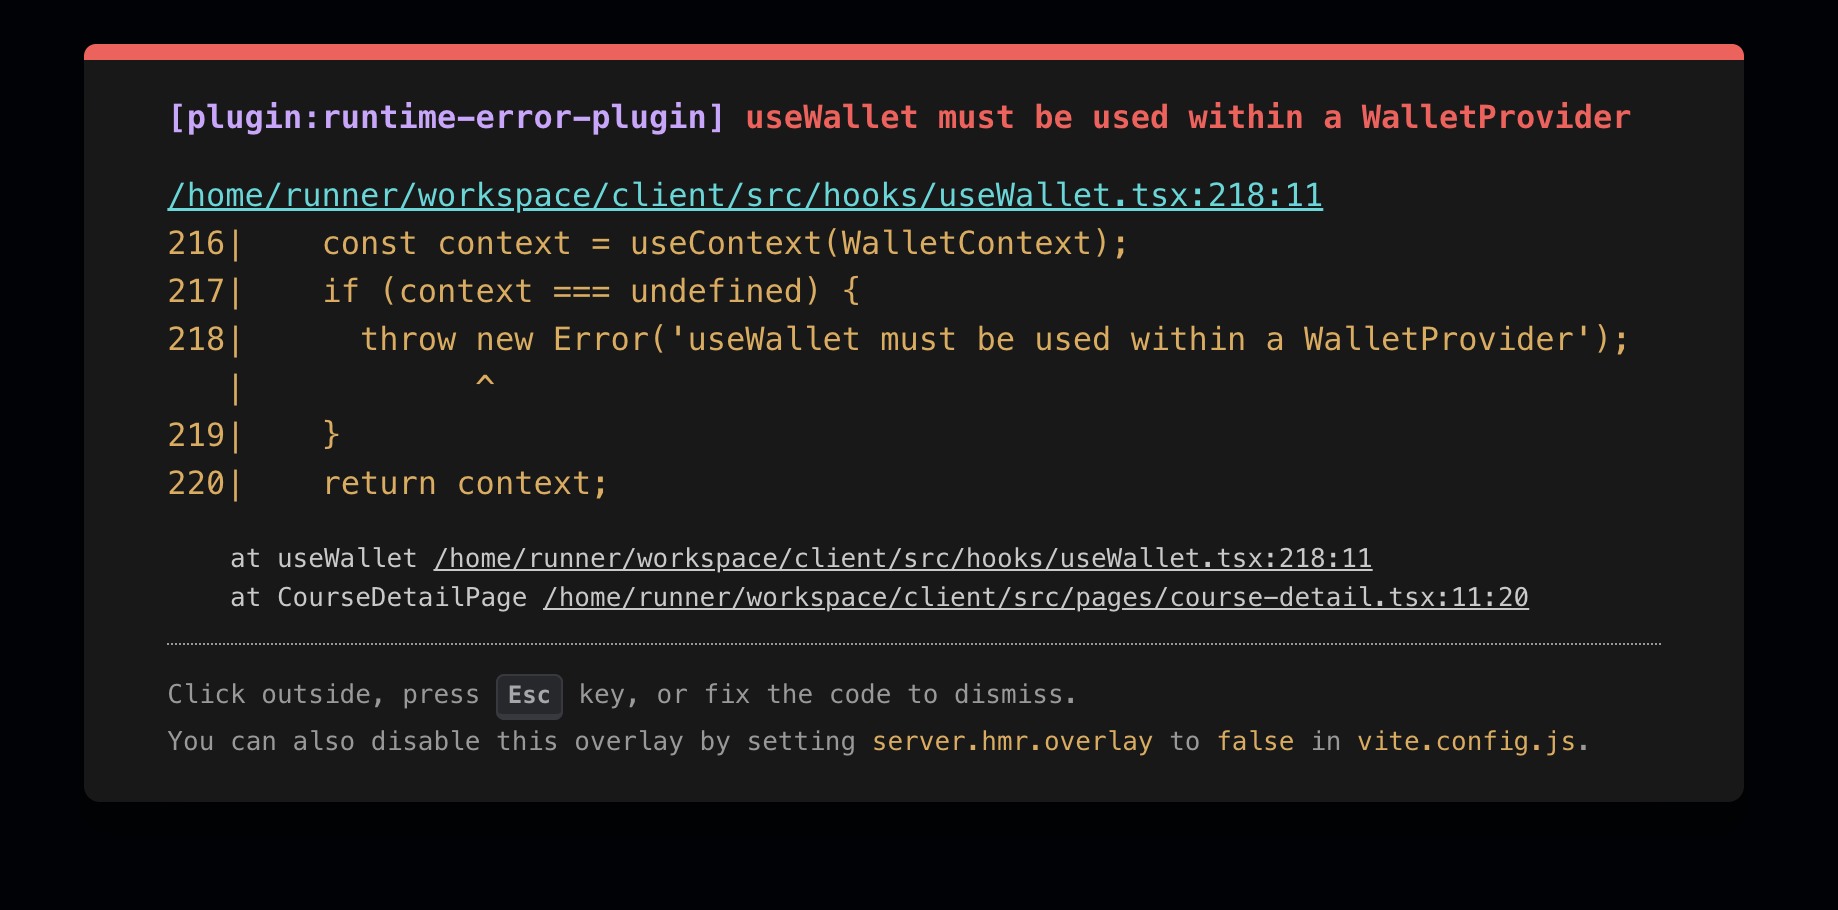 [plugin:runtime-error-plugin] useWallet must be used within a WalletProvider
/home/runner/workspace/client/src/hooks/useWallet.tsx:218:11
216|    const context = useContext(WalletContext);
217|    if (context === undefined) {
218|      throw new Error('useWallet must be used within a WalletProvider');
   |            ^
219|    }
220|    return context;
    at useWallet /home/runner/workspace/client/src/hooks/useWallet.tsx:218:11
    at CourseDetailPage /home/runner/workspace/client/src/pages/course-detail.tsx:11:20
Click outside, press Esc key, or fix the code to dismiss.
You can also disable this overlay by setting server.hmr.overlay to false in vite.config.js.